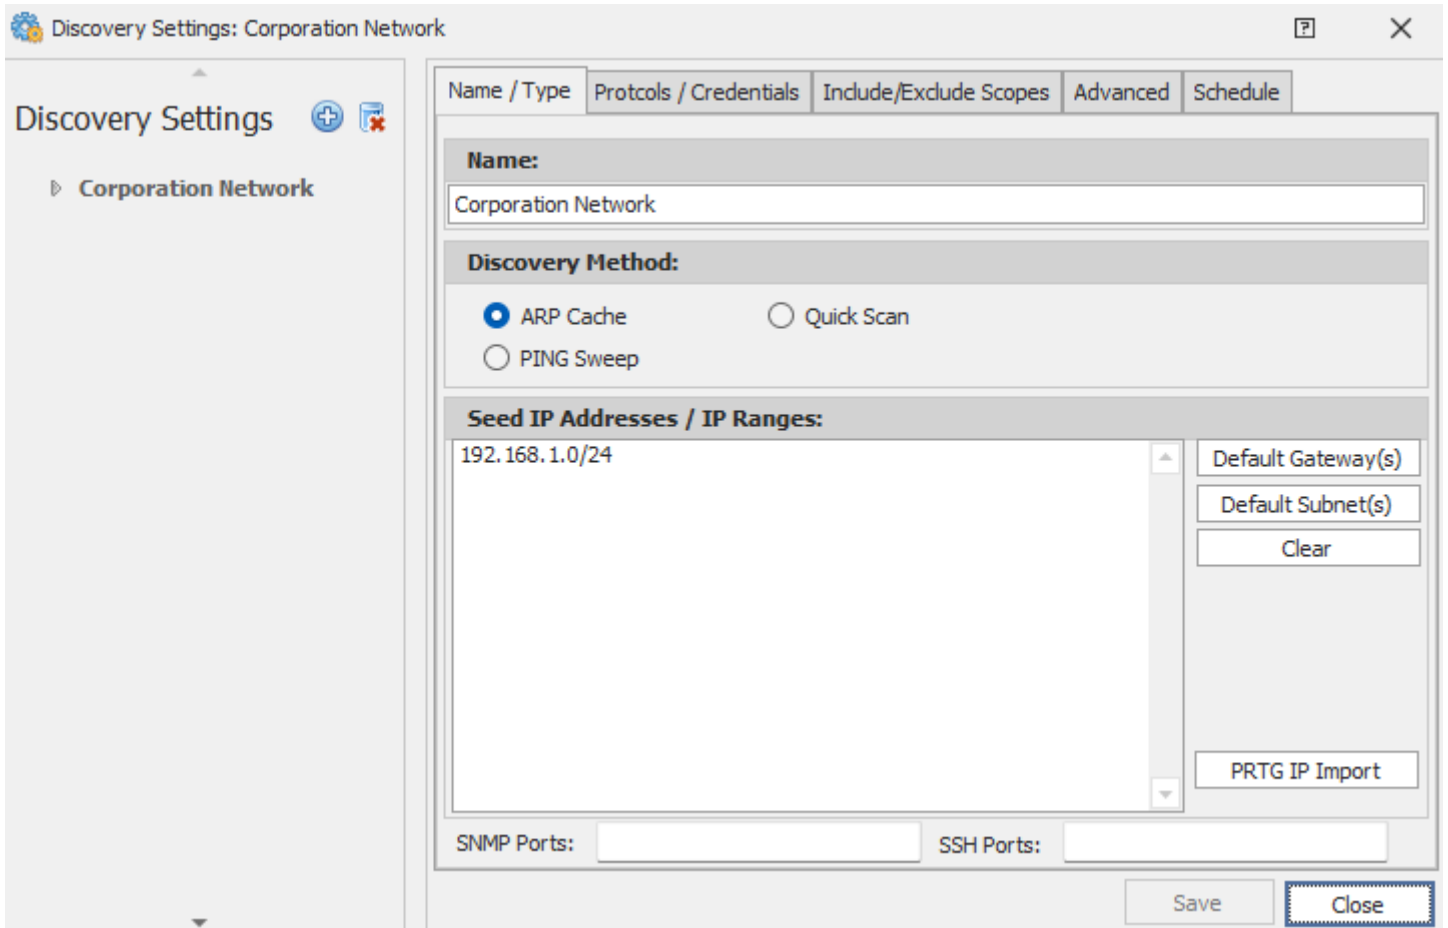 Discovery Settings: Corporation Network
Discovery Settings
Corporation Network
Name / Type
Protcols / Credentials
Include/Exclude Scopes
Advanced
Schedule
Name:
Corporation Network
Discovery Method:
ARP Cache
Quick Scan
PING Sweep
Seed IP Addresses / IP Ranges:
192.168.1.0/24
Default Gateway(s)
Default Subnet(s)
Clear
PRTG IP Import
SNMP Ports:
SSH Ports:
Save
Close